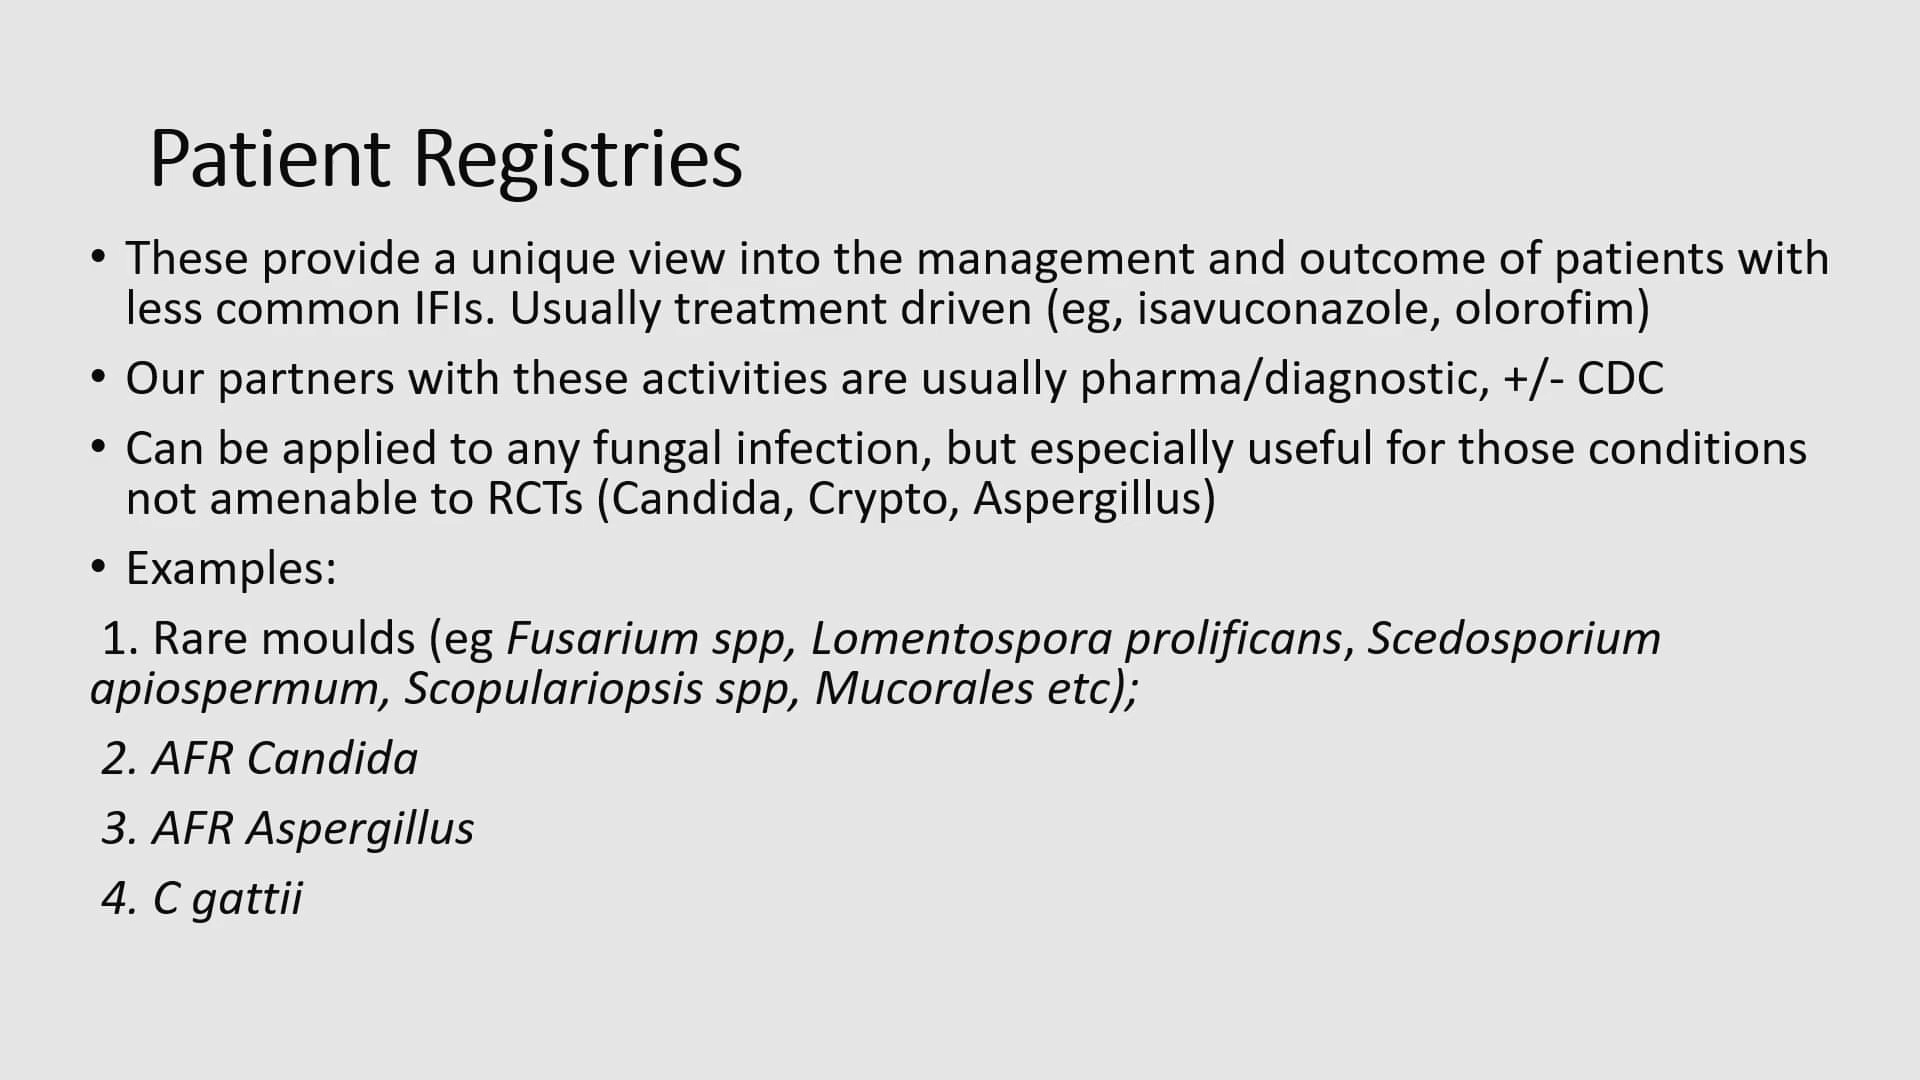 Patient Registries
• These provide a unique view into the management and outcome of patients with
less common IFIs. Usually treatment driven (eg, isavuconazole, olorofim)
• Our partners with these activities are usually pharma/diagnostic, +/- CDC
• Can be applied to any fungal infection, but especially useful for those conditions
not amenable to RCTs (Candida, Crypto, Aspergillus)
• Examples:
1. Rare moulds (eg Fusarium spp, Lomentospora prolificans, Scedosporium
apiospermum, Scopulariopsis spp, Mucorales etc);
2. AFR Candida
3. AFR Aspergillus
4. C gattii